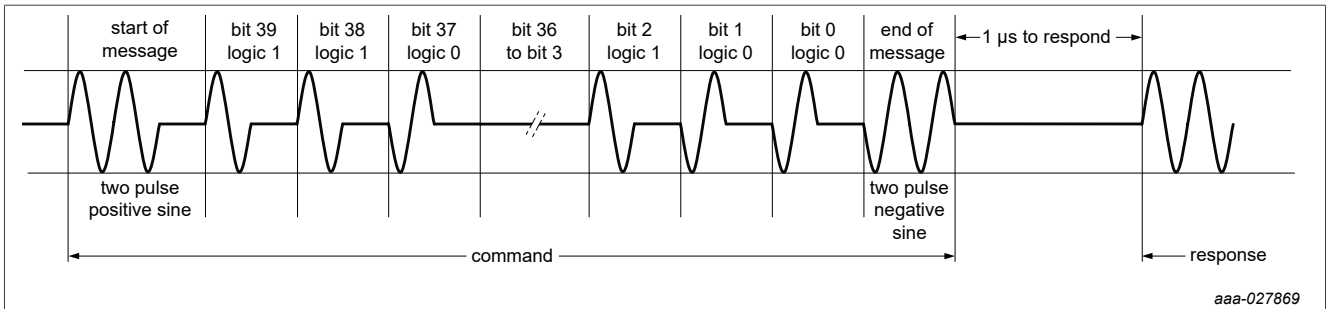 start of
message
bit 39
logic 1
bit 38
logic 1
bit 37
logic 0
bit 36
to bit 3
bit 2
logic 1
bit 1
logic 0
bit 0
logic 0
end of
message
1 μs to respond
two pulse
positive sine
two pulse
negative
sine
command
response
aaa-027869